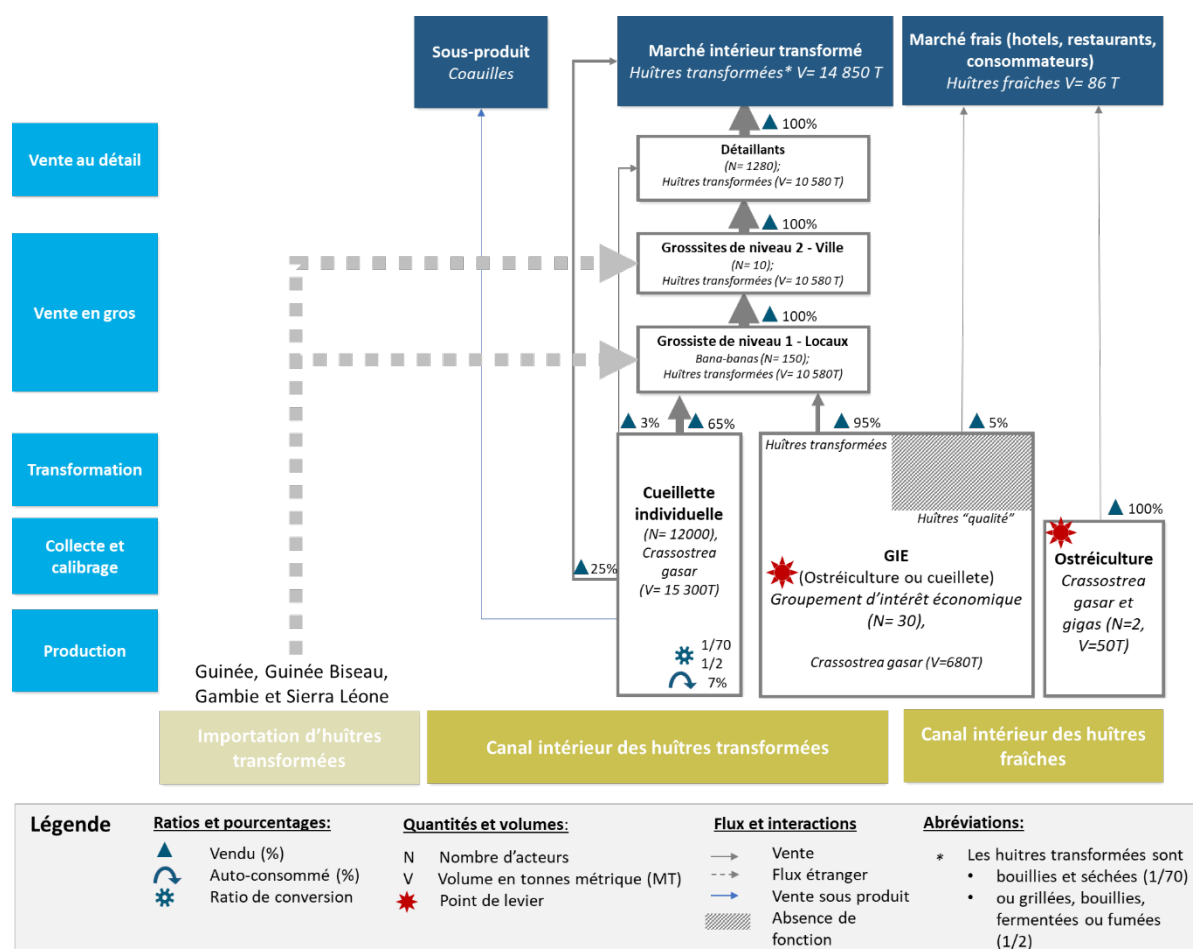 Sous-produit
Coauilles
Marché intérieur transformé
Huîtres transformées* V= 14 850 T
Marché frais (hotels, restaurants,
consommateurs)
Huîtres fraîches V= 86 T
100%
Vente au détail
Détaillants
(N= 1280);
Huîtres transformées (V= 10 580 T)
100%
Vente en gros
Grosssites de niveau 2 - Ville
(N= 10);
Huîtres transformées (V= 10 580 T)
100%
Grossiste de niveau 1 - Locaux
Bana-banas (N= 150);
Huîtres transformées (V= 10 580T)
3%
65%
95%
5%
Transformation
Collecte et
calibrage
Production
Cueillette
individuelle
(N= 12000),
Crassostrea
gasar
(V= 15 300T)
25%
1/70
1/2
7%
Huîtres transformées
Huîtres “qualité”
GIE
(Ostréiculture ou cueillete)
Groupement d’intérêt économique
(N= 30),
Crassostrea gasar (V=680T)
100%
Ostréiculture
Crassostrea
gasar et
gigas (N=2,
V=50T)
Guinée, Guinée Biseau,
Gambie et Sierra Léone
Importation d’huîtres
transformées
Canal intérieur des huîtres transformées
Canal intérieur des huîtres
fraîches
Légende
Ratios et pourcentages:
Vendu (%)
Auto-consommé (%)
Ratio de conversion
Quantités et volumes:
N Nombre d’acteurs
V Volume en tonnes métrique (MT)
Point de levier
Flux et interactions
Vente
Flux étranger
Vente sous produit
Absence de
fonction
Abréviations:
* Les huitres transformées sont
• bouillies et séchées (1/70)
• ou grillées, bouillies,
fermentées ou fumées
(1/2)